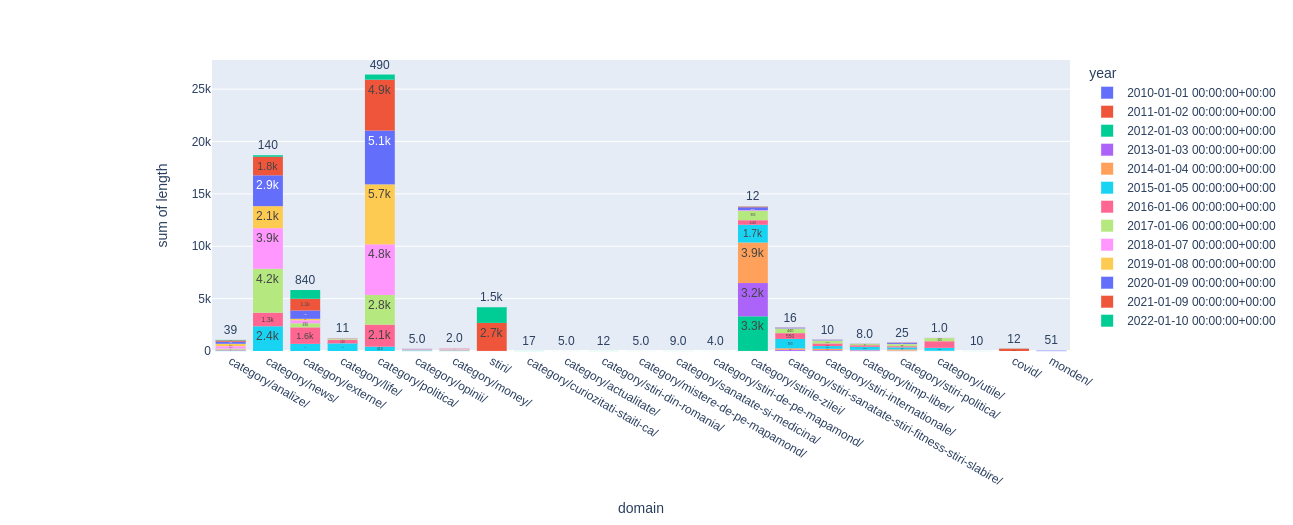 490
year
25k
4.9k
2010-01-01 00:00:00+00:00
2011-01-02 00:00:00+00:00
2012-01-03 00:00:00+00:00
20k
140
5.1k
2013-01-03 00:00:00+00:00
1.8k
2014-01-04 00:00:00+00:00
2.9k
2015-01-05 00:00:00+00:00
15k
5.7k
12
2016-01-06 00:00:00+00:00
2.1k
2017-01-06 00:00:00+00:00
sum of length
3.9k
1.7k
2018-01-07 00:00:00+00:00
10k
4.8k
3.9k
2019-01-08 00:00:00+00:00
4.2k
840
3.2k
2020-01-09 00:00:00+00:00
5k
2.8k
1.5k
2021-01-09 00:00:00+00:00
1.3k
3.3k
16
2022-01-10 00:00:00+00:00
39
2.4k
1.6k
11
2.1k
5.0
2.0
2.7k
17
5.0
12
5.0
9.0
4.0
10
8.0
25
1.0
10
12
51
0
category/analize/
category/news/
category/externe/
category/life/
category/politica/
category/opinii/
category/money/
stiri/
category/curiozitati-staiti-ca/
category/actualitate/
category/stiri-din-romania/
category/mistere-de-pe-mapamond/
category/sanatate-si-medicina/
category/stiri-de-pe-mapamond/
category/stirile-zilei/
category/stiri-sanatate-stiri-fitness-stiri-slabire/
category/stiri-internationale/
category/timp-liber/
category/stiri-politica/
category/utile/
covid/
monden/
domain